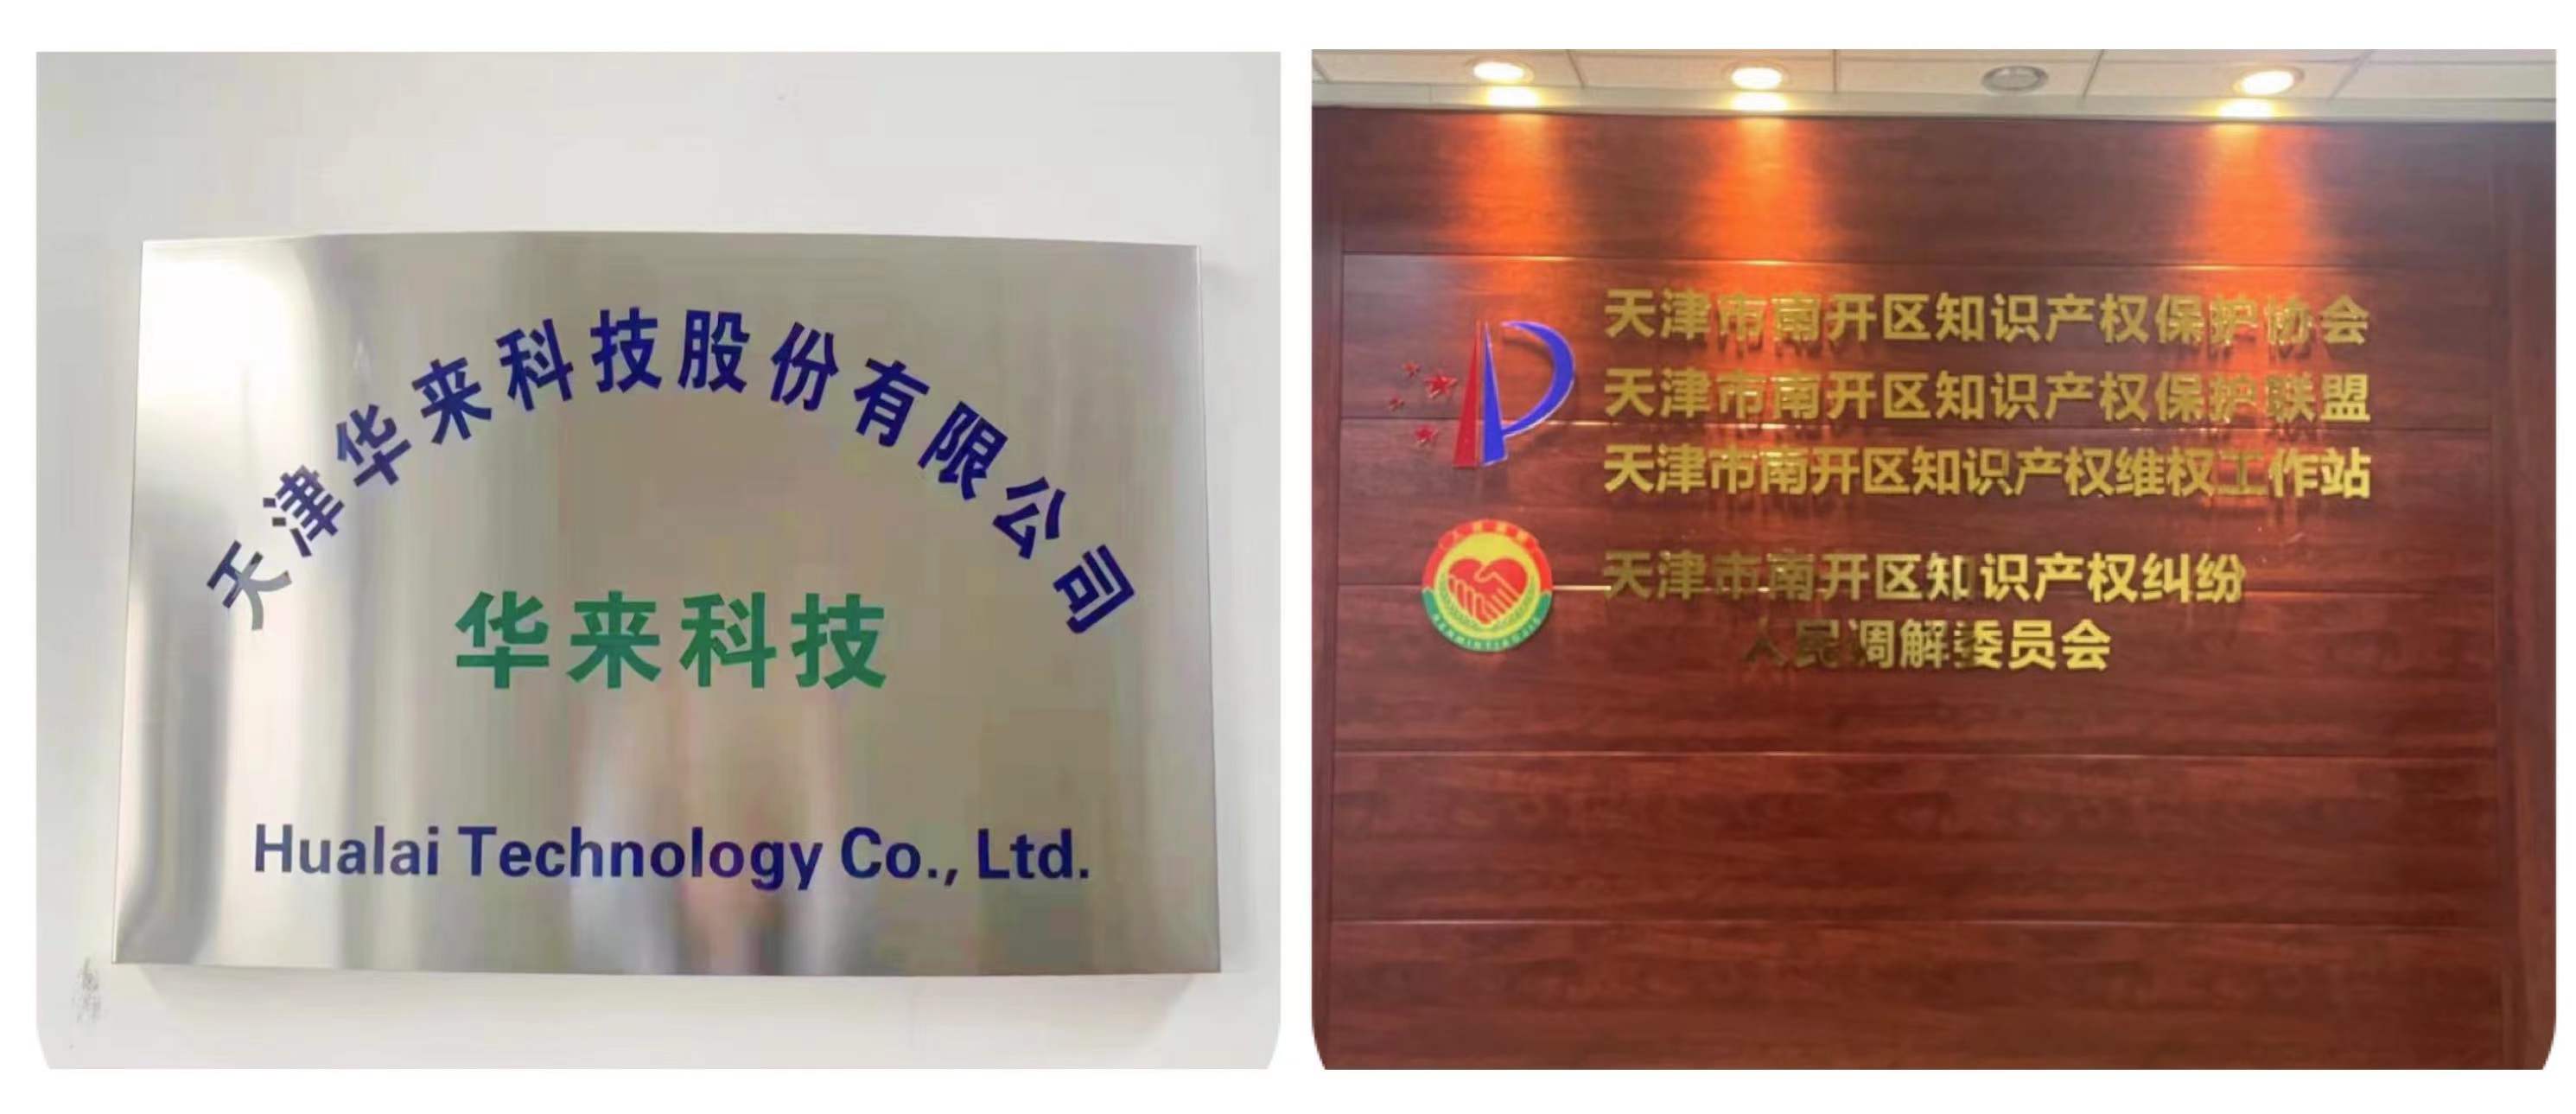 天津华来科技股份有限公司
华来科技
Hualai Technology Co., Ltd.
天津市南开区知识产权保护协会
天津市南开区知识产权保护联盟
天津市南开区知识产权维权工作站
天津市南开区知识产权纠纷
人民调解委员会